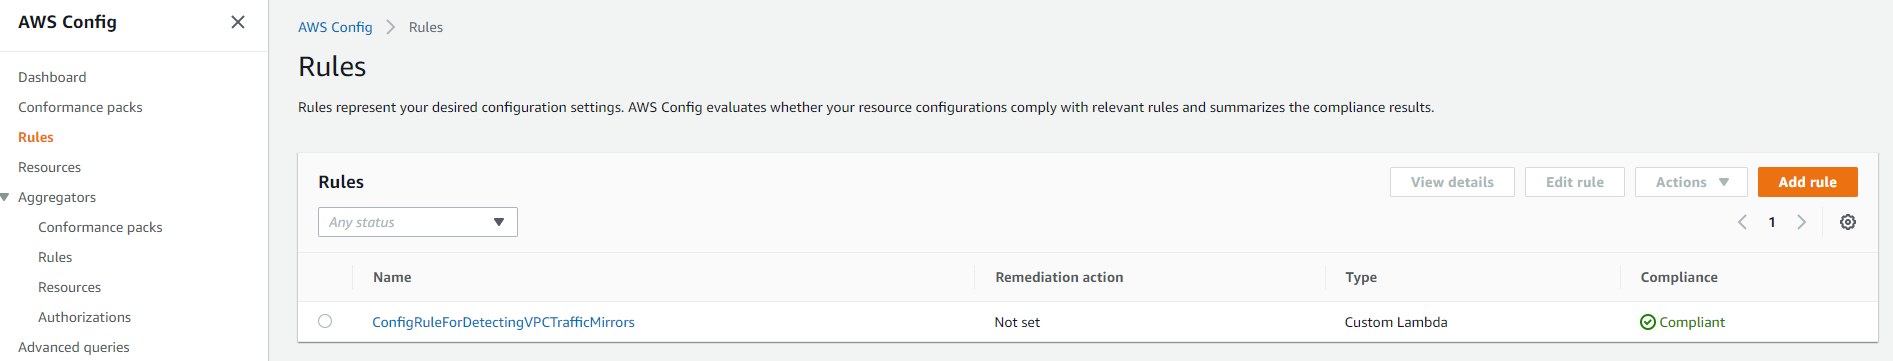 AWS Config
Dashboard
Conformance packs
Rules
Resources
Aggregators
Conformance packs
Rules
Resources
Authorizations
Advanced queries
AWS Config Rules
Rules
Rules represent your desired configuration settings. AWS Config evaluates whether your resource configurations comply with relevant rules and summarizes the compliance results.
Rules View details Edit rule Actions Add rule
Any status 1
Name Remediation action Type Compliance
ConfigRuleForDetectingVPCTrafficMirrors Not set Custom Lambda Compliant